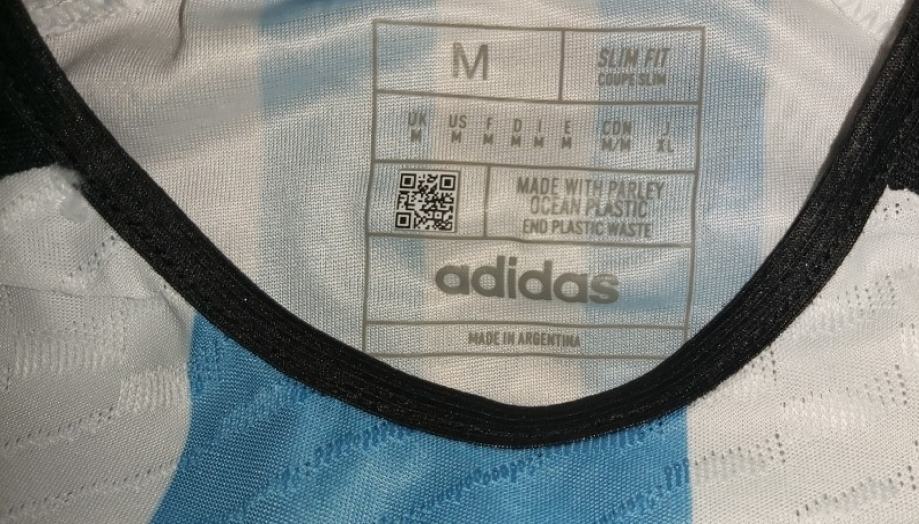 M
SLIM FIT
COUPE SLIM
UK US F D I E CDN J
M M M M M M M/M XL
MADE WITH PARLEY
OCEAN PLASTIC
END PLASTIC WASTE
adidas
MADE IN ARGENTINA